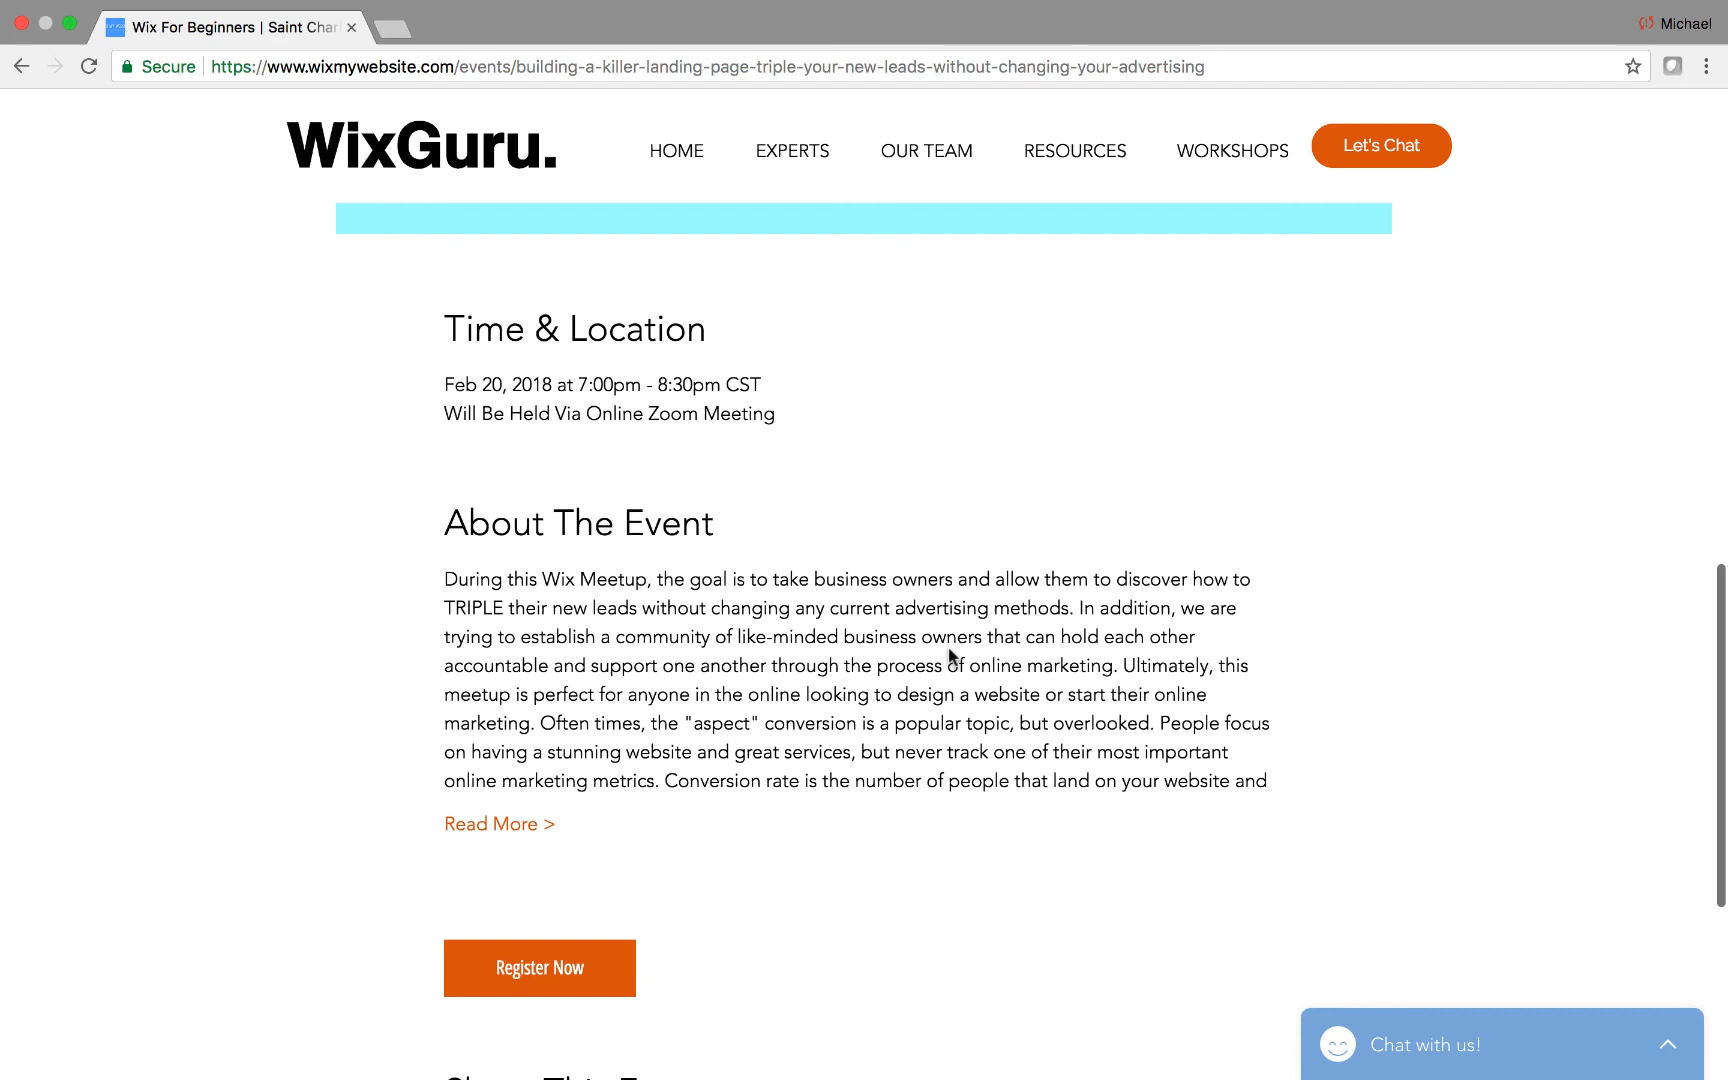 Wix For Beginners | Saint Char
Michael
Secure
https://www.wixmywebsite.com/events/building-a-killer-landing-page-triple-your-new-leads-without-changing-your-advertising
WixGuru.
HOME
EXPERTS
OUR TEAM
RESOURCES
WORKSHOPS
Let's Chat
Time & Location
Feb 20, 2018 at 7:00pm - 8:30pm CST
Will Be Held Via Online Zoom Meeting
About The Event
During this Wix Meetup, the goal is to take business owners and allow them to discover how to
TRIPLE their new leads without changing any current advertising methods. In addition, we are
trying to establish a community of like-minded business owners that can hold each other
accountable and support one another through the process of online marketing. Ultimately, this
meetup is perfect for anyone in the online looking to design a website or start their online
marketing. Often times, the "aspect" conversion is a popular topic, but overlooked. People focus
on having a stunning website and great services, but never track one of their most important
online marketing metrics. Conversion rate is the number of people that land on your website and
Read More >
Register Now
Chat with us!